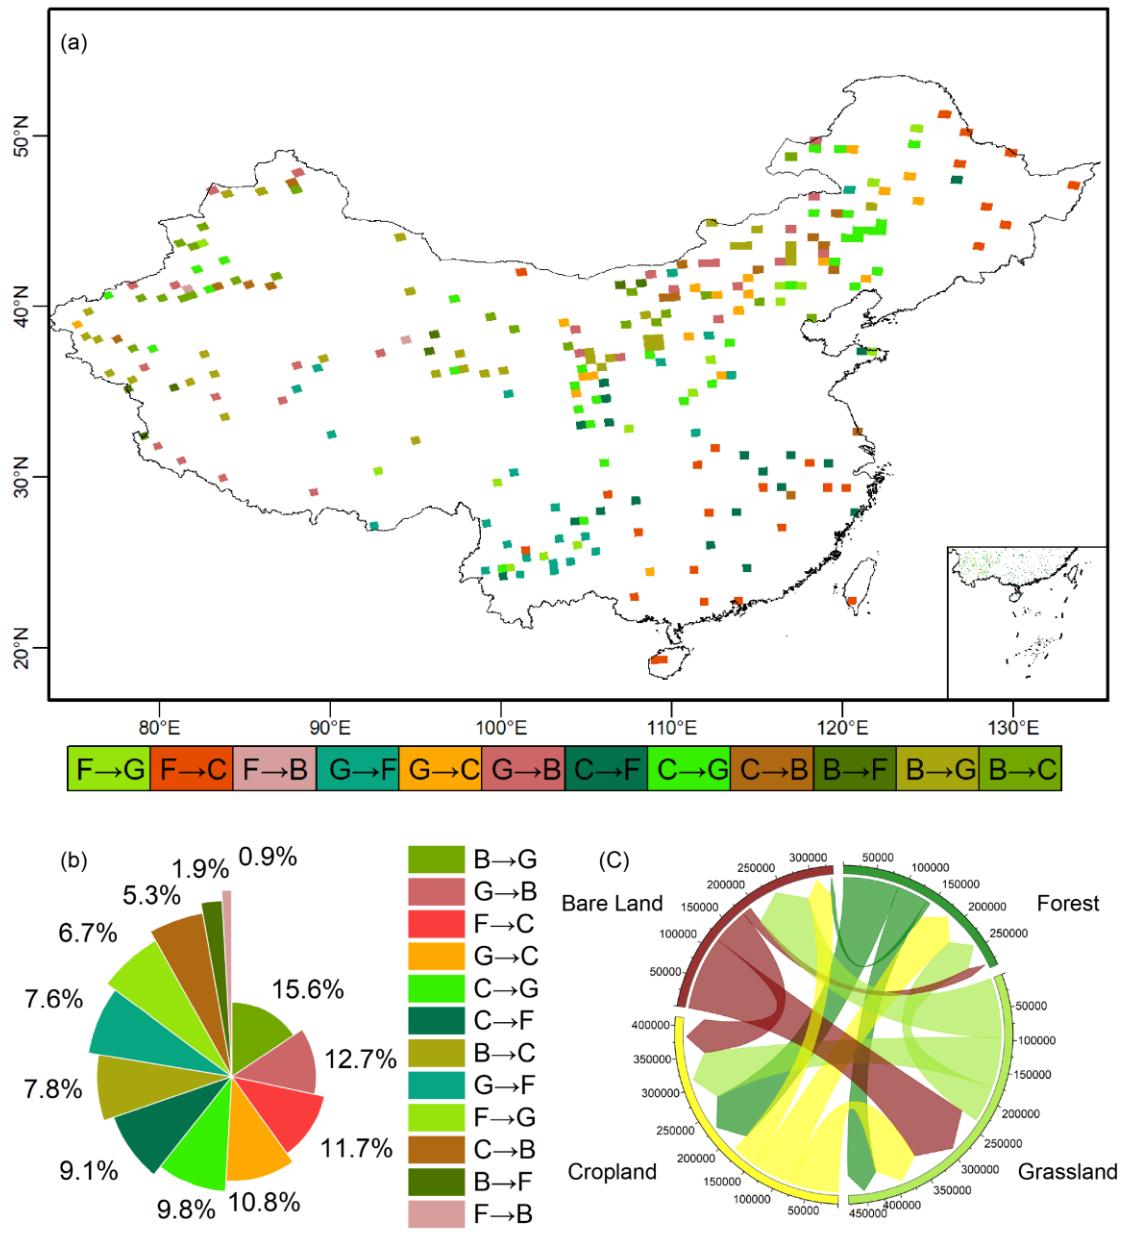 (a)
50°N
40°N
30°N
20°N
80°E 90°E 100°E 110°E 120°E 130°E
F→G F→C F→B G→F G→C G→B C→F C→G C→B B→F B→G B→C
(b)
0.9%
1.9%
5.3%
6.7%
7.6%
7.8%
9.1%
9.8%
10.8%
11.7%
12.7%
15.6%
B→G
G→B
F→C
G→C
C→G
C→F
B→C
G→F
F→G
C→B
B→F
F→B
(C)
Bare Land
50000
100000
150000
200000
250000
300000
Forest
50000
100000
150000
200000
250000
Grassland
50000
100000
150000
200000
250000
300000
350000
400000
450000
Cropland
50000
100000
150000
200000
250000
300000
350000
400000